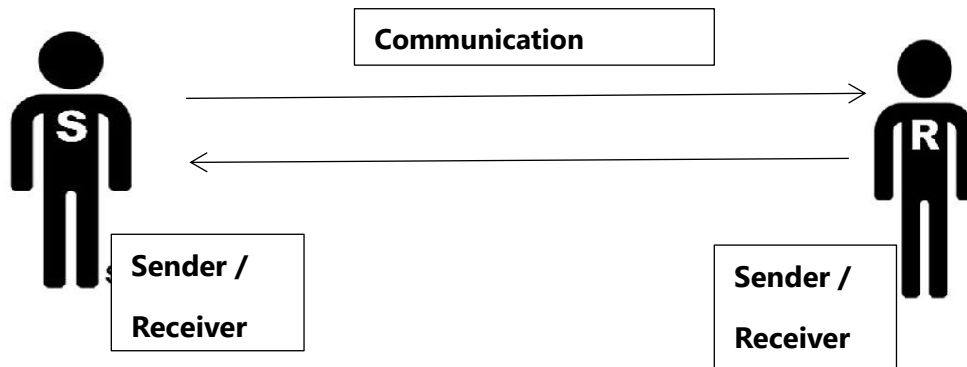 Communication
S
R
Sender /
Receiver
Sender /
Receiver